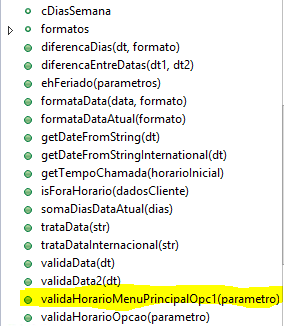 cDiasSemana
formatos
diferencaDias(dt, formato)
diferencaEntreDatas(dt1, dt2)
ehFeriado(parametros)
formataData(data, formato)
formataDataAtual(formato)
getDateFromString(dt)
getDateFromStringInternational(dt)
getTempoChamada(horarioInicial)
isForaHorario(dadosCliente)
somaDiasDataAtual(dias)
trataData(str)
trataDataInternacional(str)
validaData(dt)
validaData2(dt)
validaHorarioMenuPrincipalOpc1(parametro)
validaHorarioOpcao(parametro)